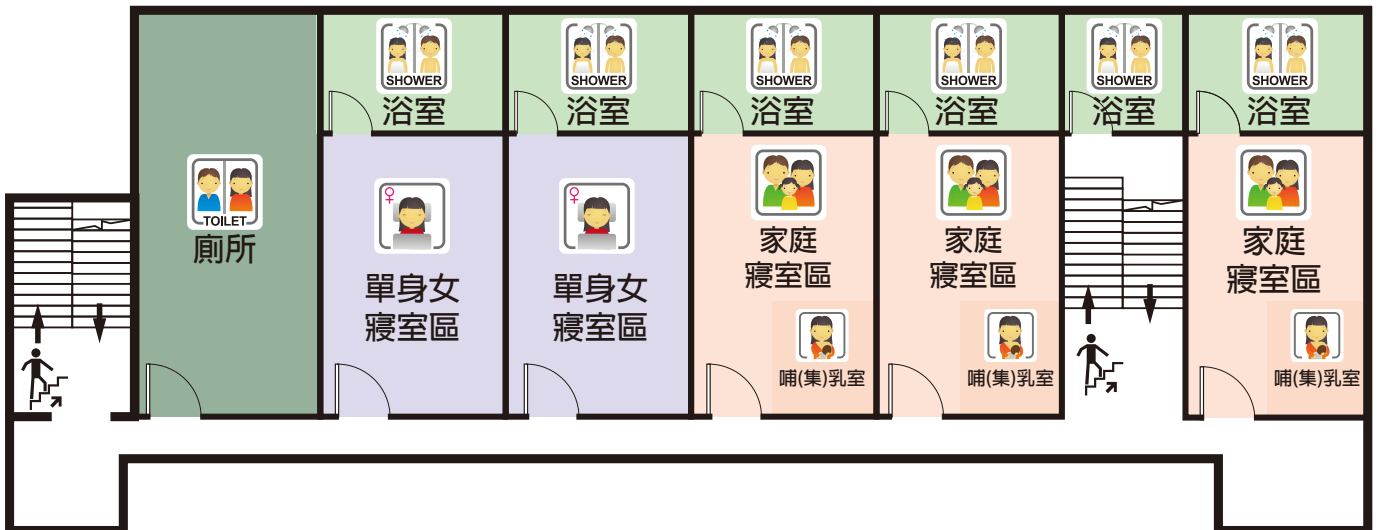 SHOWER
浴室
SHOWER
浴室
SHOWER
浴室
SHOWER
浴室
SHOWER
浴室
SHOWER
浴室
TOILET
廁所
單身女
寢室區
單身女
寢室區
家庭
寢室區
哺(集)乳室
家庭
寢室區
哺(集)乳室
家庭
寢室區
哺(集)乳室